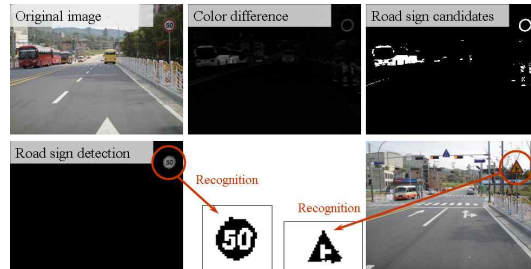 Original image
Color difference
Road sign candidates
50
Road sign detection
50
Recognition
Recognition
50